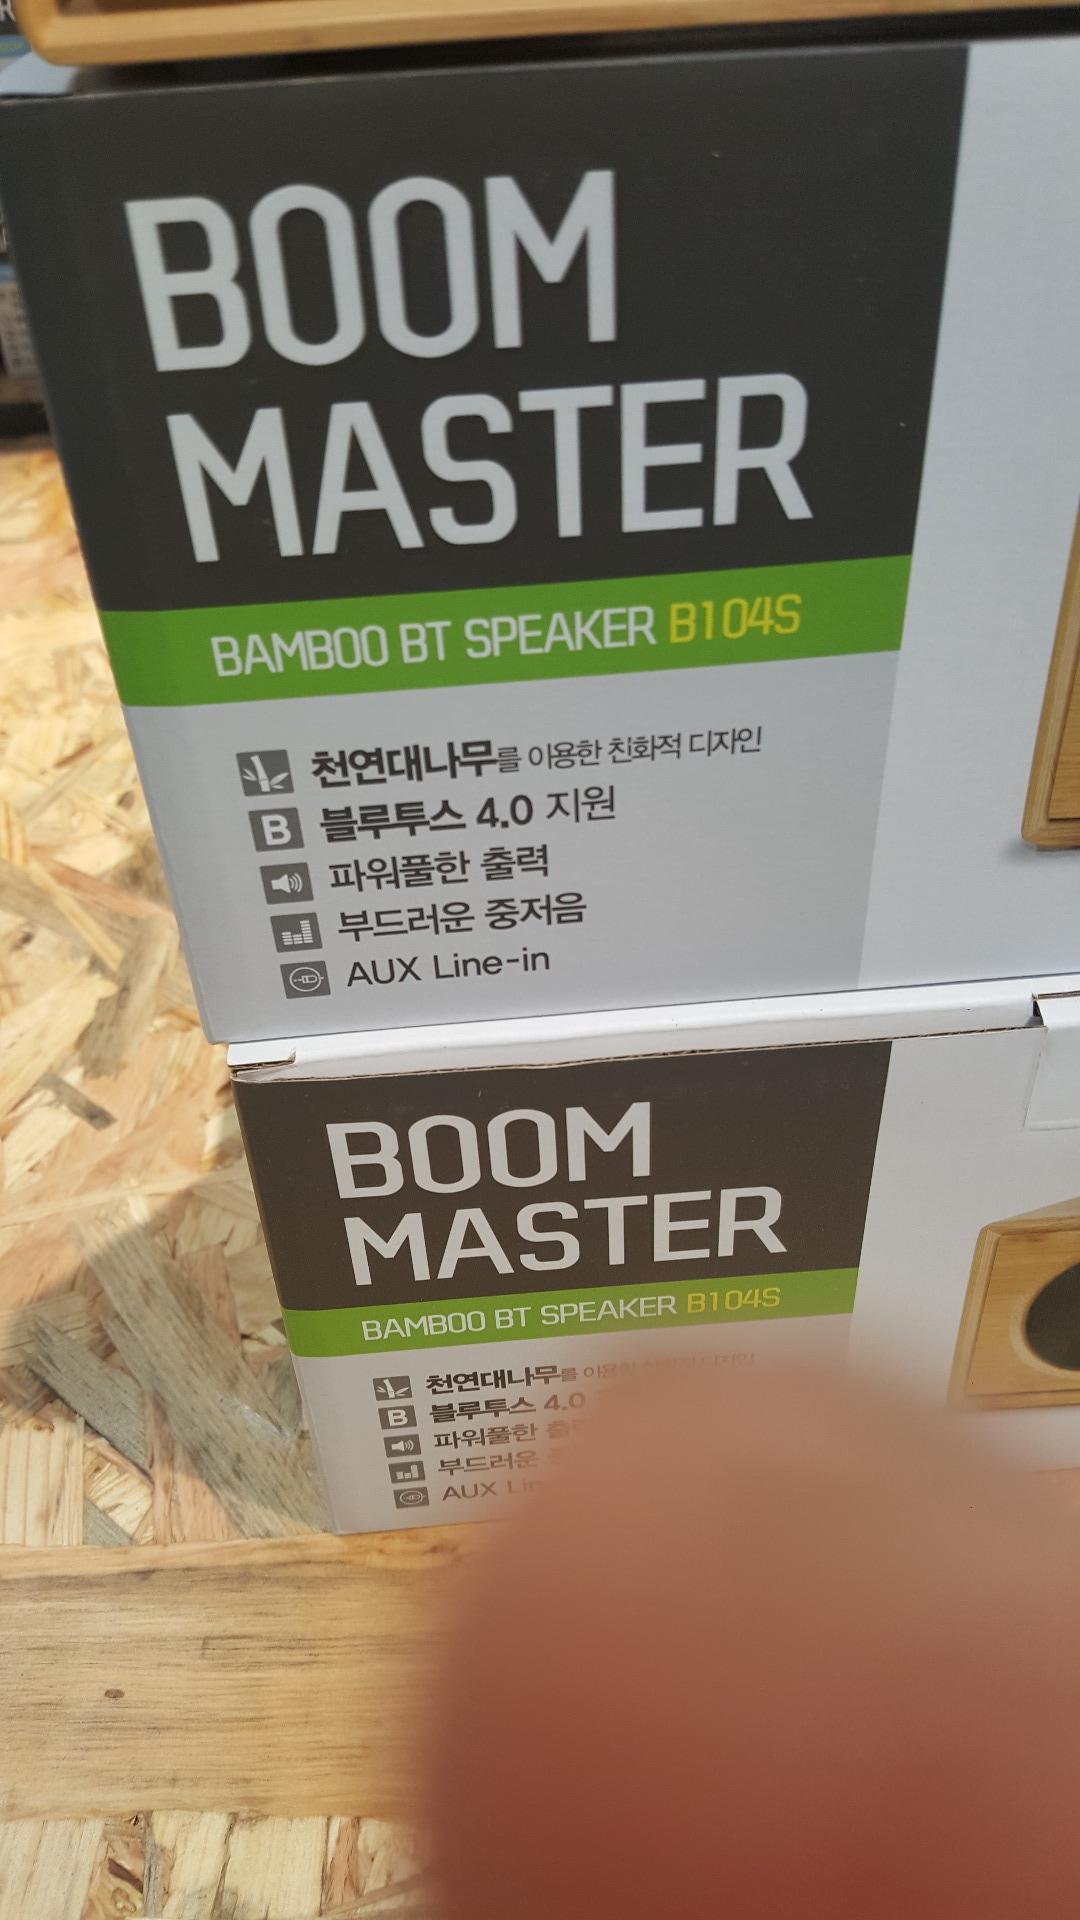 BOOM
MASTER
BAMBOO BT SPEAKER B104S
천연대나무를 이용한 친화적 디자인
B 블루투스 4.0 지원
파워풀한 출력
부드러운 중저음
AUX Line-in
BOOM
MASTER
BAMBOO BT SPEAKER B104S
천연대나무를
B 블루투스 4.0
파워풀한
부드러운
AUX